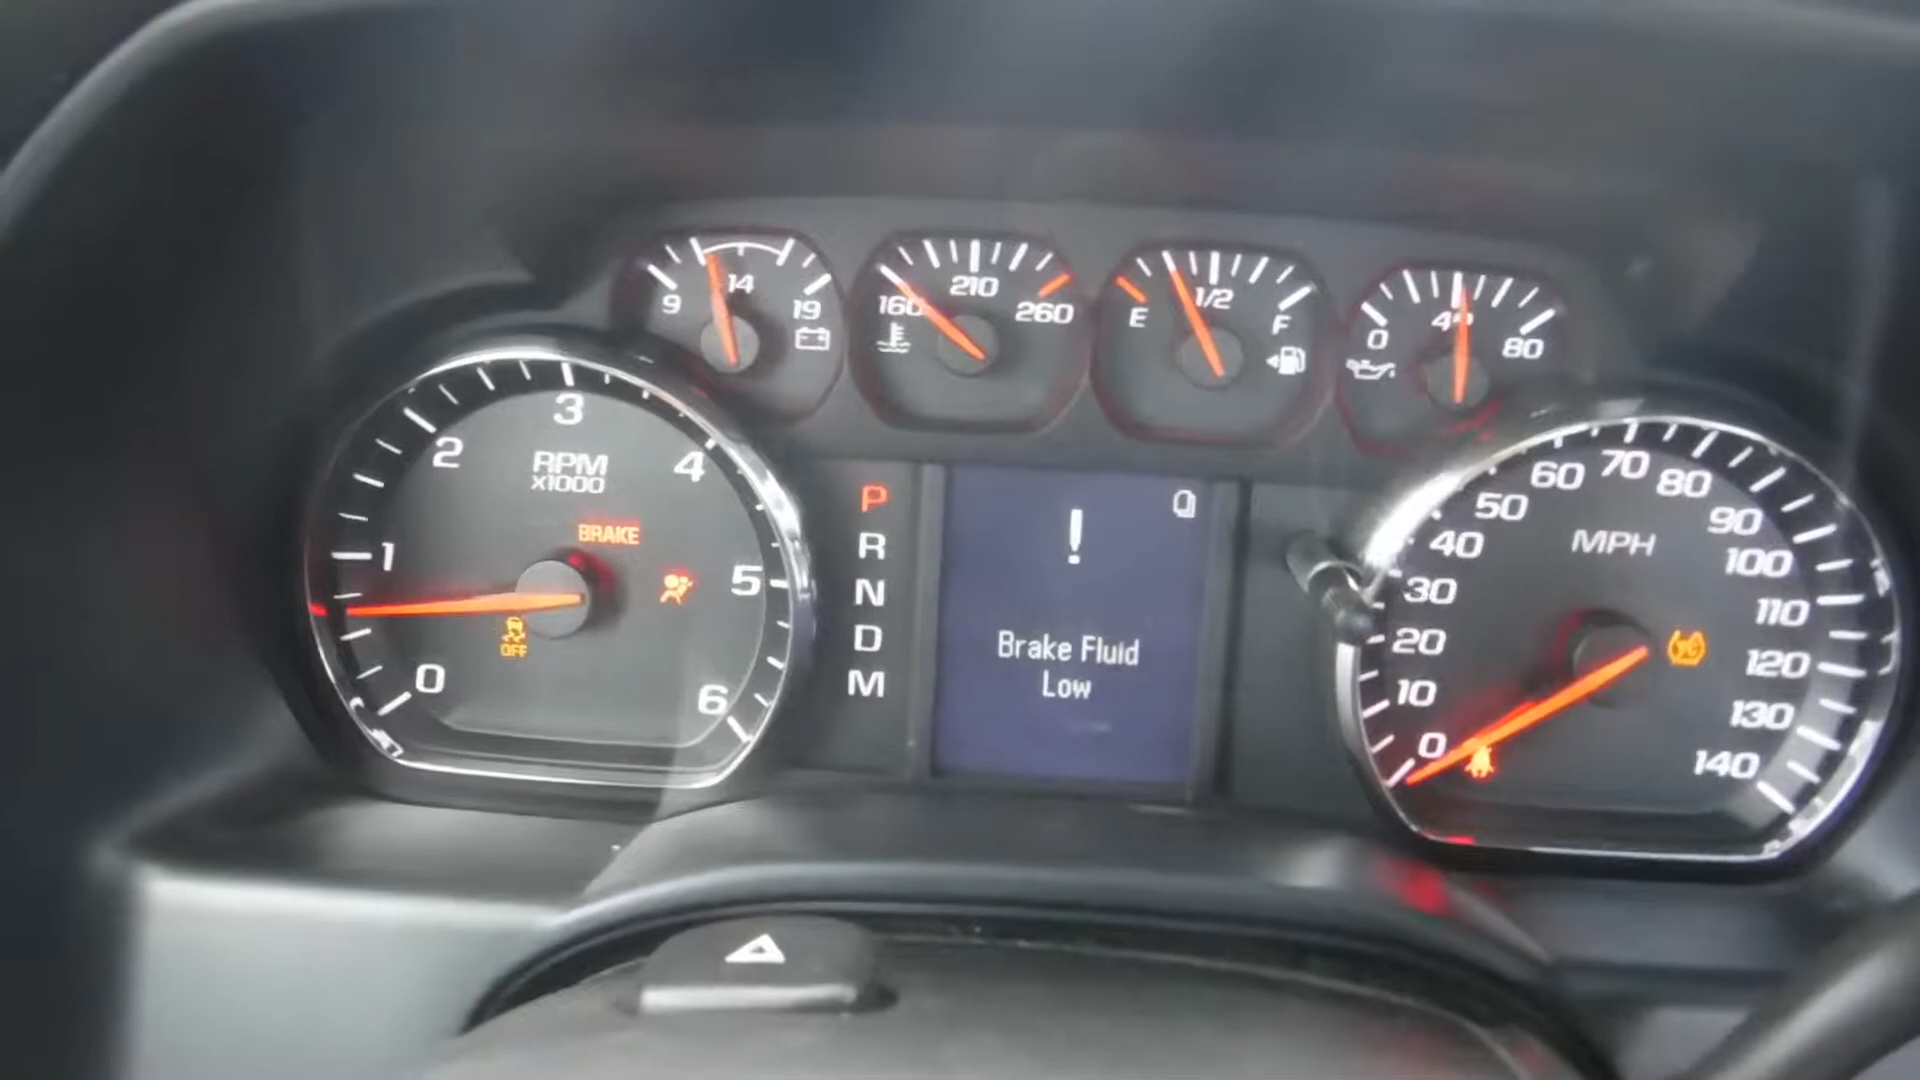 9 14 19
160 210 260
E 1/2 F
0 40 80
0 1 2 3 4 5 6
RPM
x1000
BRAKE
OFF
P
R
N
D
M
!
Brake Fluid
Low
0 10 20 30 40 50 60 70 80 90 100 110 120 130 140
MPH